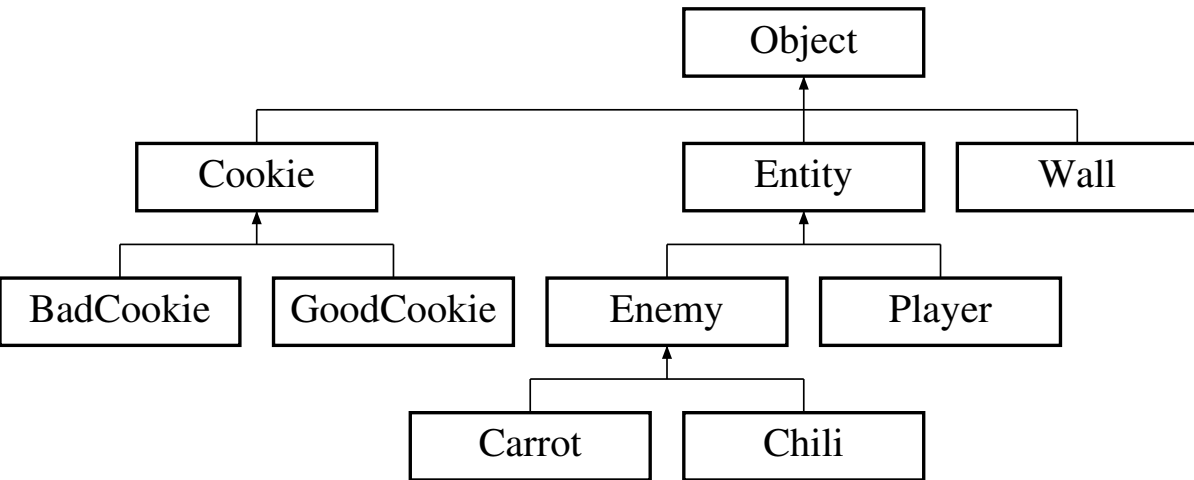 Object
Cookie
Entity
Wall
BadCookie
GoodCookie
Enemy
Player
Carrot
Chili